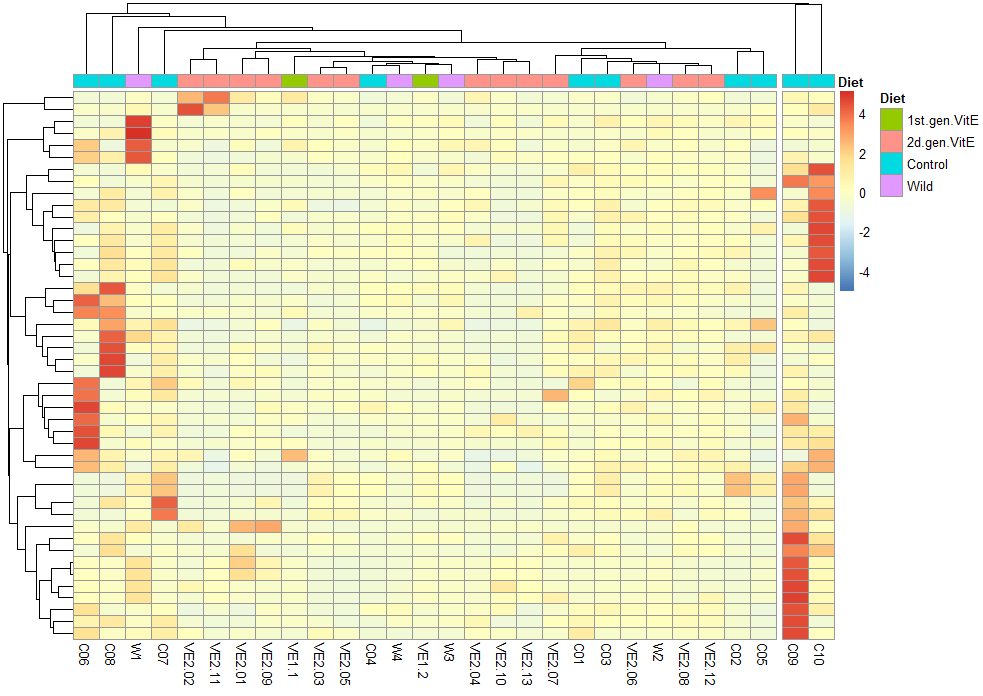 Diet
4
2
0
-2
-4
Diet
1st.gen.VitE
2d.gen.VitE
Control
Wild
C06
C08
W1
C07
VE2.02
VE2.11
VE2.01
VE2.09
VE1.1
VE2.03
VE2.05
C04
W4
VE1.2
W3
VE2.04
VE2.10
VE2.13
VE2.07
C01
C03
VE2.06
W2
VE2.08
VE2.12
C02
C05
C09
C10